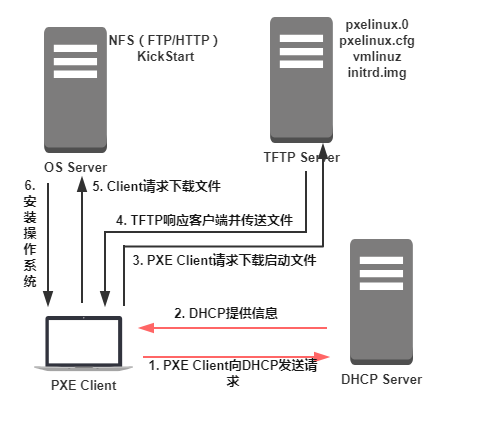 NFS（FTP/HTTP）
KickStart
pxelinux.0
pxelinux.cfg
vmlinuz
initrd.img
OS Server
TFTP Server
6.
安
装
操
作
系
统
5. Client请求下载文件
4. TFTP响应客户端并传送文件
3. PXE Client请求下载启动文件
2. DHCP提供信息
1. PXE Client向DHCP发送请
求
PXE Client
DHCP Server